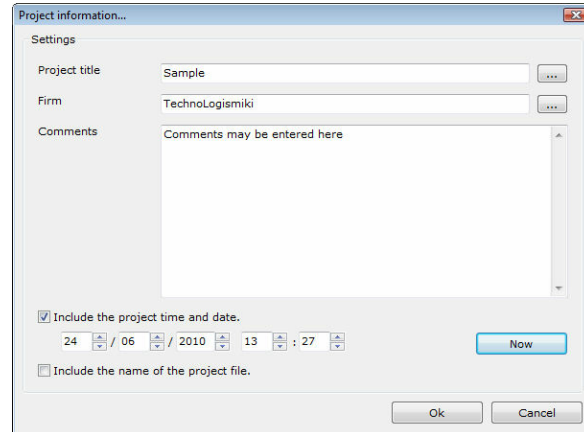 Project information...
Settings
Project title Sample ...
Firm TechnoLogismiki ...
Comments Comments may be entered here
Include the project time and date.
24 / 06 / 2010 13 : 27 Now
Include the name of the project file.
Ok Cancel